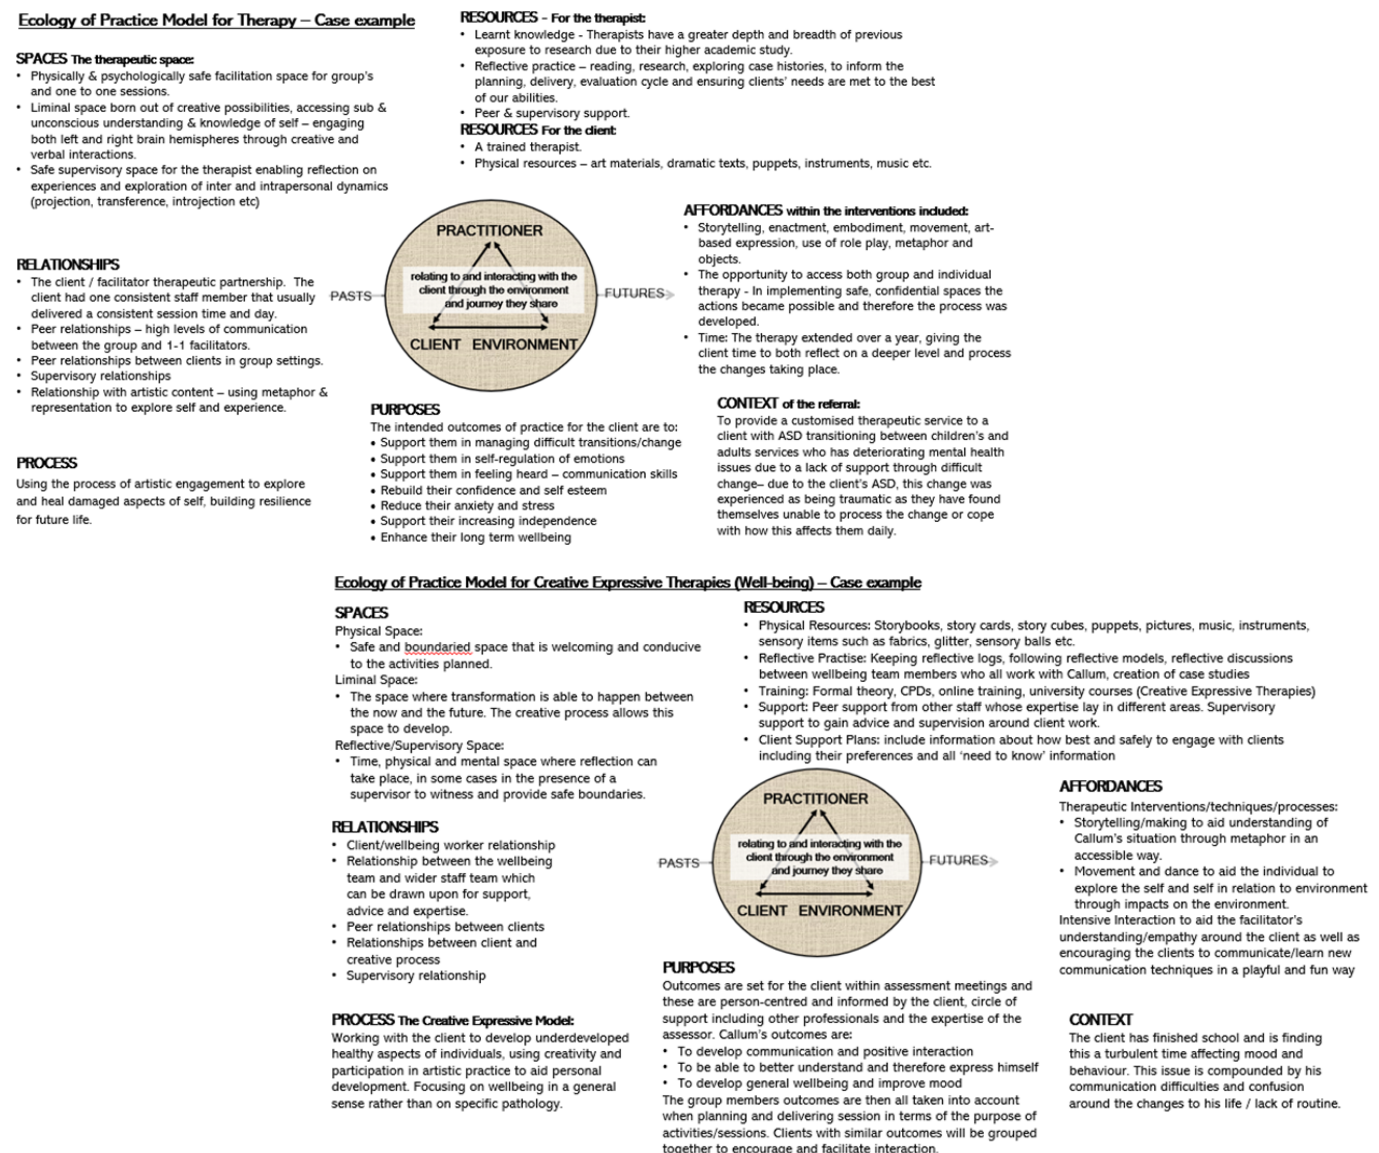 Ecology of Practice Model for Therapy – Case example
SPACES The therapeutic space:
• Physically & psychologically safe facilitation space for group's
and one to one sessions.
• Liminal space born out of creative possibilities, accessing sub &
unconscious understanding & knowledge of self – engaging
both left and right brain hemispheres through creative and
verbal interactions.
• Safe supervisory space for the therapist enabling reflection on
experiences and exploration of inter and intrapersonal dynamics
(projection, transference, introjection etc)
RESOURCES - For the therapist:
• Learnt knowledge - Therapists have a greater depth and breadth of previous
exposure to research due to their higher academic study.
• Reflective practice – reading, research, exploring case histories, to inform the
planning, delivery, evaluation cycle and ensuring clients' needs are met to the best
of our abilities.
• Peer & supervisory support.
RESOURCES For the client:
• A trained therapist.
• Physical resources – art materials, dramatic texts, puppets, instruments, music etc.
RELATIONSHIPS
• The client / facilitator therapeutic partnership. The
client had one consistent staff member that usually
delivered a consistent session time and day.
• Peer relationships – high levels of communication
between the group and 1-1 facilitators.
• Peer relationships between clients in group settings.
• Supervisory relationships
• Relationship with artistic content – using metaphor &
representation to explore self and experience.
PRACTITIONER
relating to and interacting with the
client through the environment
and journey they share
PASTS
FUTURES
CLIENT ENVIRONMENT
AFFORDANCES within the interventions included:
• Storytelling, enactment, embodiment, movement, art-
based expression, use of role play, metaphor and
objects.
• The opportunity to access both group and individual
therapy - In implementing safe, confidential spaces the
actions became possible and therefore the process was
developed.
• Time: The therapy extended over a year, giving the
client time to both reflect on a deeper level and process
the changes taking place.
PROCESS
Using the process of artistic engagement to explore
and heal damaged aspects of self, building resilience
for future life.
PURPOSES
The intended outcomes of practice for the client are to:
• Support them in managing difficult transitions/change
• Support them in self-regulation of emotions
• Support them in feeling heard – communication skills
• Rebuild their confidence and self esteem
• Reduce their anxiety and stress
• Support their increasing independence
• Enhance their long term wellbeing
CONTEXT of the referral:
To provide a customised therapeutic service to a
client with ASD transitioning between children's and
adults services who has deteriorating mental health
issues due to a lack of support through difficult
change– due to the client's ASD, this change was
experienced as being traumatic as they have found
themselves unable to process the change or cope
with how this affects them daily.
Ecology of Practice Model for Creative Expressive Therapies (Well-being) – Case example
SPACES
Physical Space:
• Safe and boundaried space that is welcoming and conducive
to the activities planned.
Liminal Space:
• The space where transformation is able to happen between
the now and the future. The creative process allows this
space to develop.
Reflective/Supervisory Space:
• Time, physical and mental space where reflection can
take place, in some cases in the presence of a
supervisor to witness and provide safe boundaries.
RESOURCES
• Physical Resources: Storybooks, story cards, story cubes, puppets, pictures, music, instruments,
sensory items such as fabrics, glitter, sensory balls etc.
• Reflective Practise: Keeping reflective logs, following reflective models, reflective discussions
between wellbeing team members who all work with Callum, creation of case studies
• Training: Formal theory, CPDs, online training, university courses (Creative Expressive Therapies)
• Support: Peer support from other staff whose expertise lay in different areas. Supervisory
support to gain advice and supervision around client work.
• Client Support Plans: include information about how best and safely to engage with clients
including their preferences and all 'need to know' information
RELATIONSHIPS
• Client/wellbeing worker relationship
• Relationship between the wellbeing
team and wider staff team which
can be drawn upon for support,
advice and expertise.
• Peer relationships between clients
• Relationships between client and
creative process
• Supervisory relationship
PRACTITIONER
relating to and interacting with the
client through the environment
and journey they share
PASTS
FUTURES
CLIENT ENVIRONMENT
AFFORDANCES
Therapeutic Interventions/techniques/processes:
• Storytelling/making to aid understanding of
Callum's situation through metaphor in an
accessible way.
• Movement and dance to aid the individual to
explore the self and self in relation to environment
through impacts on the environment.
Intensive Interaction to aid the facilitator's
understanding/empathy around the client as well as
encouraging the clients to communicate/learn new
communication techniques in a playful and fun way
PROCESS The Creative Expressive Model:
Working with the client to develop underdeveloped
healthy aspects of individuals, using creativity and
participation in artistic practice to aid personal
development. Focusing on wellbeing in a general
sense rather than on specific pathology.
PURPOSES
Outcomes are set for the client within assessment meetings and
these are person-centred and informed by the client, circle of
support including other professionals and the expertise of the
assessor. Callum's outcomes are:
• To develop communication and positive interaction
• To be able to better understand and therefore express himself
• To develop general wellbeing and improve mood
The group members outcomes are then all taken into account
when planning and delivering session in terms of the purpose of
activities/sessions. Clients with similar outcomes will be grouped
together to encourage and facilitate interaction.
CONTEXT
The client has finished school and is finding
this a turbulent time affecting mood and
behaviour. This issue is compounded by his
communication difficulties and confusion
around the changes to his life / lack of routine.